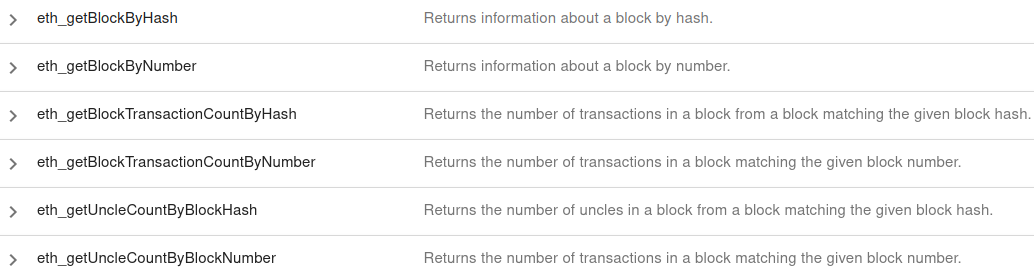 eth_getBlockByHash Returns information about a block by hash.
eth_getBlockByNumber Returns information about a block by number.
eth_getBlockTransactionCountByHash Returns the number of transactions in a block from a block matching the given block hash.
eth_getBlockTransactionCountByNumber Returns the number of transactions in a block matching the given block number.
eth_getUncleCountByBlockHash Returns the number of uncles in a block from a block matching the given block hash.
eth_getUncleCountByBlockNumber Returns the number of transactions in a block matching the given block number.